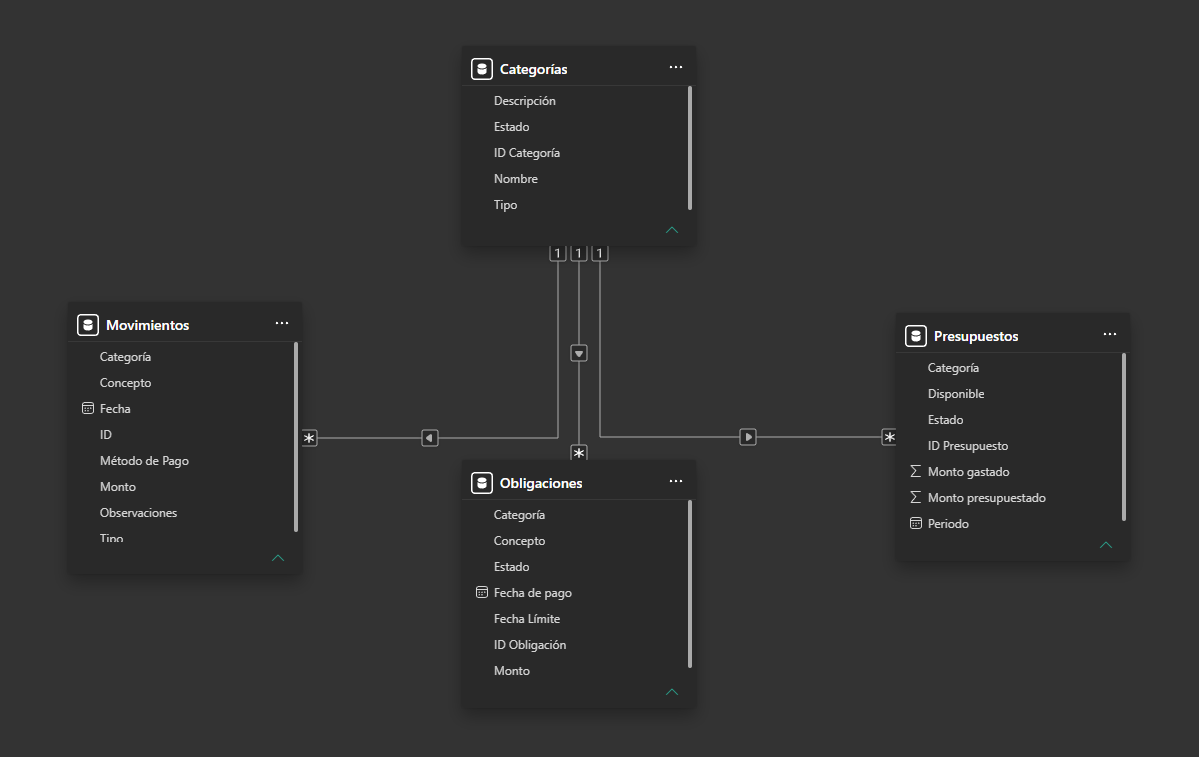 Categorías
Descripción
Estado
ID Categoría
Nombre
Tipo
1 1 1
Movimientos
Categoría
Concepto
Fecha
ID
Método de Pago
Monto
Observaciones
Tipo
*
*
*
Obligaciones
Categoría
Concepto
Estado
Fecha de pago
Fecha Límite
ID Obligación
Monto
Presupuestos
Categoría
Disponible
Estado
ID Presupuesto
∑ Monto gastado
∑ Monto presupuestado
Periodo